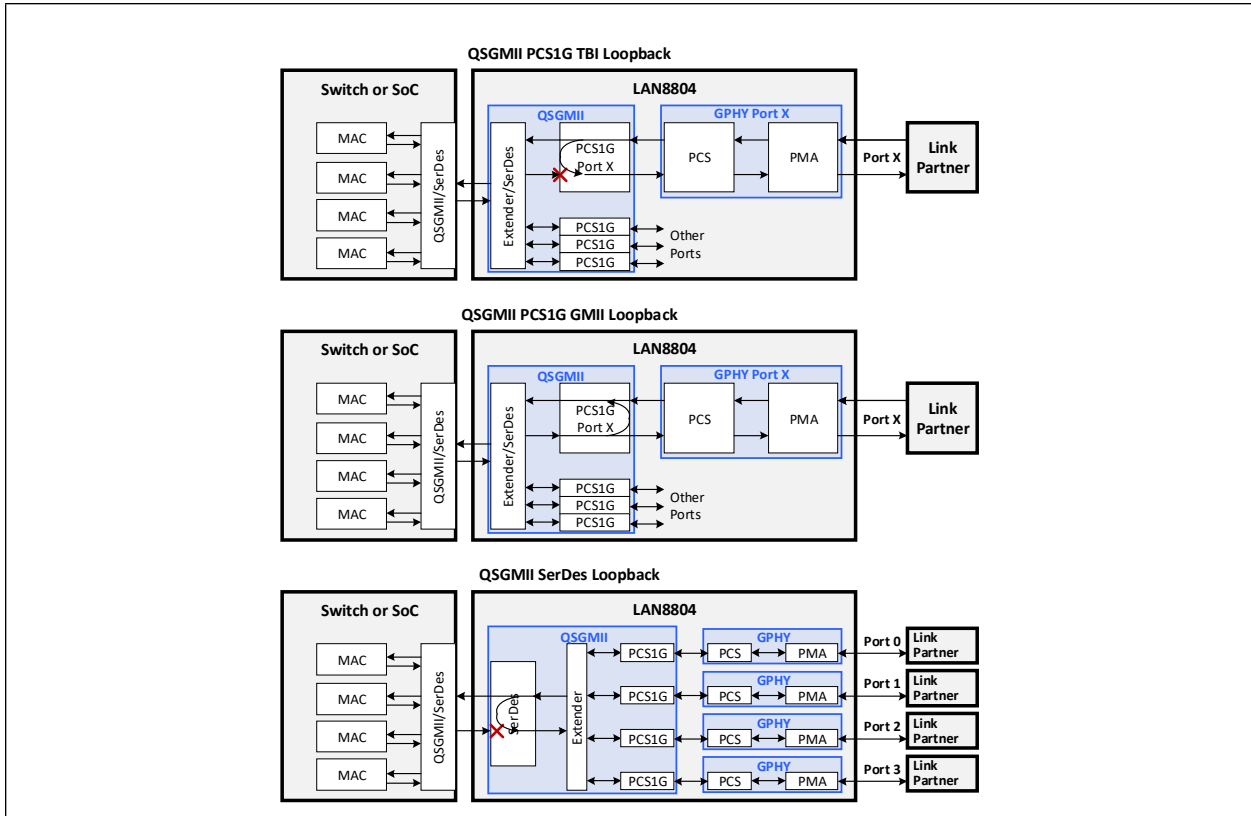 QSGMII PCS1G TBI Loopback
Switch or SoC
LAN8804
MAC
MAC
MAC
MAC
QSGMII/SerDes
QSGMII
Extender/SerDes
PCS1G
Port X
PCS1G
PCS1G
PCS1G
Other
Ports
GPHY Port X
PCS
PMA
Port X
Link
Partner
QSGMII PCS1G GMII Loopback
Switch or SoC
LAN8804
MAC
MAC
MAC
MAC
QSGMII/SerDes
QSGMII
Extender/SerDes
PCS1G
Port X
PCS1G
PCS1G
PCS1G
Other
Ports
GPHY Port X
PCS
PMA
Port X
Link
Partner
QSGMII SerDes Loopback
Switch or SoC
LAN8804
MAC
MAC
MAC
MAC
QSGMII/SerDes
QSGMII
SerDes
Extender
PCS1G
GPHY
PCS
PMA
Port 0
Link
Partner
PCS1G
GPHY
PCS
PMA
Port 1
Link
Partner
PCS1G
GPHY
PCS
PMA
Port 2
Link
Partner
PCS1G
GPHY
PCS
PMA
Port 3
Link
Partner